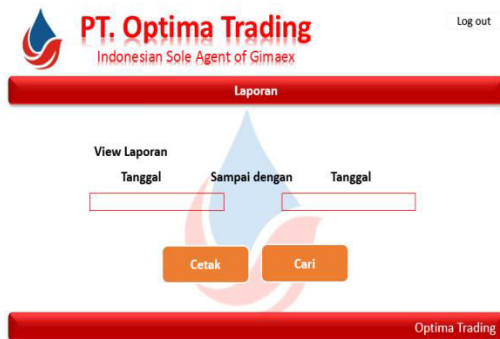 PT. Optima Trading
Log out
Indonesian Sole Agent of Gimaex
Laporan
View Laporan
Tanggal Sampai dengan Tanggal
Cetak Cari
Optima Trading